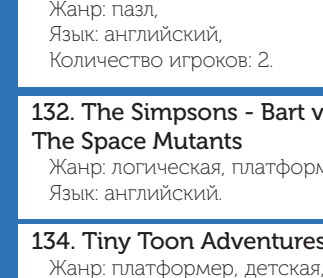 Жанр: пазл,
Язык: английский,
Количество игроков: 2.
132. The Simpsons - Bart v
The Space Mutants
Жанр: логическая, платформ
Язык: английский.
134. Tiny Toon Adventures
Жанр: платформер, детская,